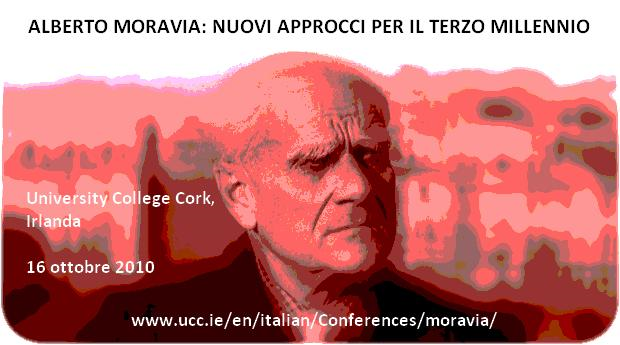 ALBERTO MORAVIA: NUOVI APPROCCI PER IL TERZO MILLENNIO
University College Cork,
Irlanda
16 ottobre 2010
www.ucc.ie/en/italian/Conferences/moravia/